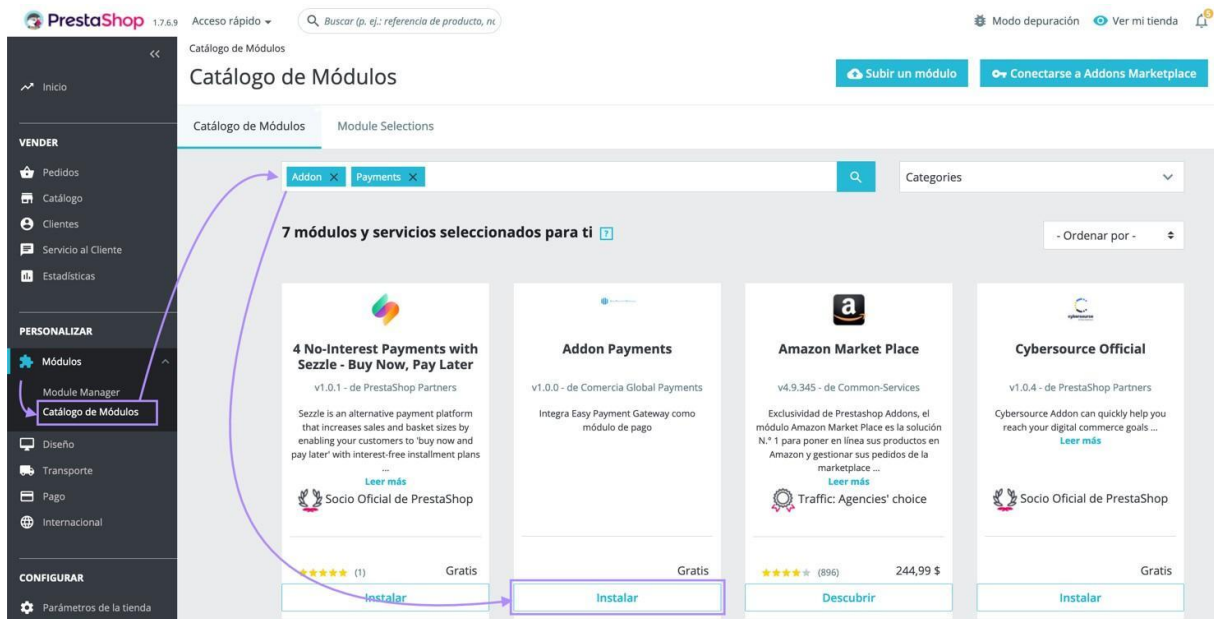 PrestaShop 1.7.6.9
Acceso rápido
Buscar (p. ej.: referencia de producto, nc
Modo depuración
Ver mi tienda
5
Inicio
VENDER
Pedidos
Catálogo
Clientes
Servicio al Cliente
Estadísticas
PERSONALIZAR
Módulos
Module Manager
Catálogo de Módulos
Diseño
Transporte
Pago
Internacional
CONFIGURAR
Parámetros de la tienda
Catálogo de Módulos
Catálogo de Módulos
Subir un módulo
Conectarse a Addons Marketplace
Catálogo de Módulos
Module Selections
Addon
Payments
Categories
7 módulos y servicios seleccionados para ti ?
- Ordenar por -
4 No-Interest Payments with
Sezzle - Buy Now, Pay Later
v1.0.1 - de PrestaShop Partners
Sezzle is an alternative payment platform
that increases sales and basket sizes by
enabling your customers to 'buy now and
pay later' with interest-free installment plans
...
Leer más
Socio Oficial de PrestaShop
(1)
Gratis
Instalar
Addon Payments
v1.0.0 - de Comercia Global Payments
Integra Easy Payment Gateway como
módulo de pago
Gratis
Instalar
a
Amazon Market Place
v4.9.345 - de Common-Services
Exclusividad de Prestashop Addons, el
módulo Amazon Market Place es la solución
N.º 1 para poner en línea sus productos en
Amazon y gestionar sus pedidos de la
marketplace ...
Leer más
Traffic: Agencies' choice
(896)
244,99 $
Descubrir
cybersource
Cybersource Official
v1.0.4 - de PrestaShop Partners
Cybersource Addon can quickly help you
reach your digital commerce goals ...
Leer más
Socio Oficial de PrestaShop
Gratis
Instalar